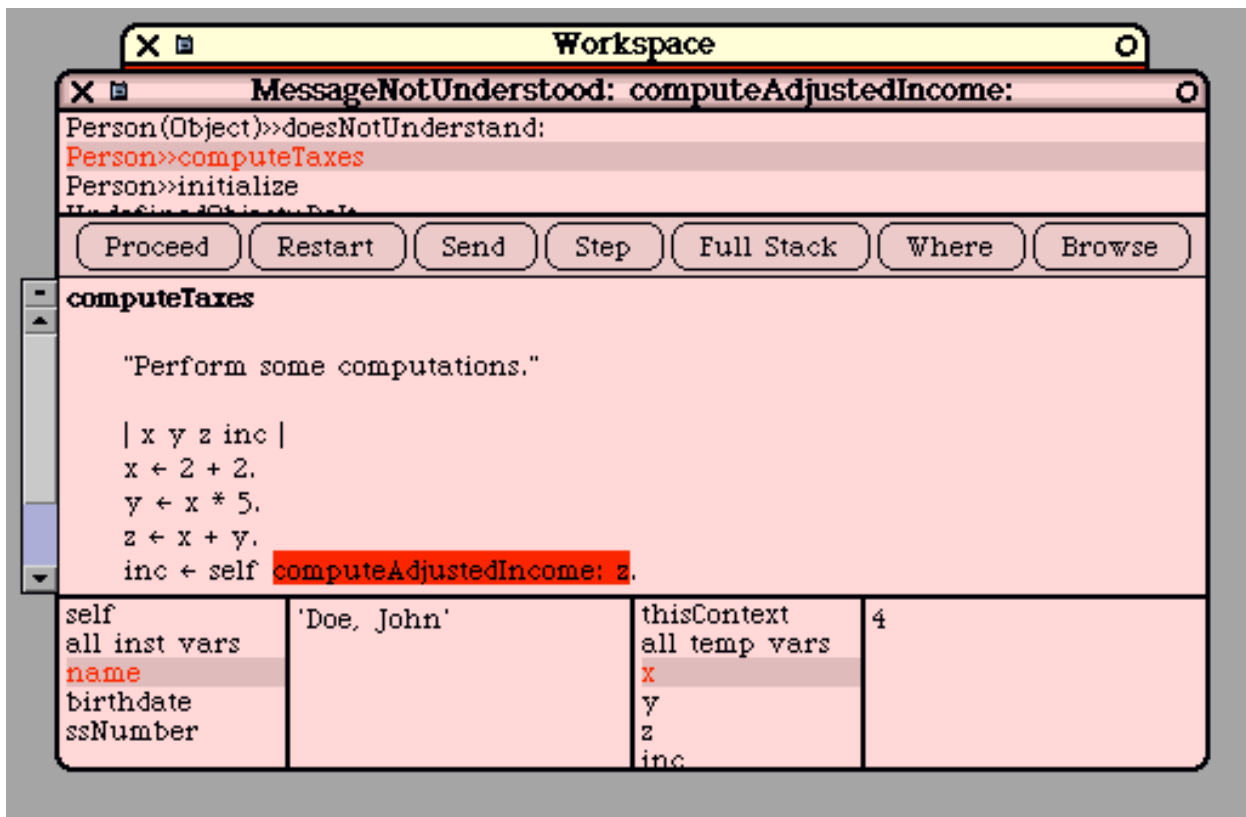 Workspace
MessageNotUnderstood: computeAdjustedIncome:
Person(Object)>>doesNotUnderstand:
Person>>computeTaxes
Person>>initialize
Proceed Restart Send Step Full Stack Where Browse
computeTaxes
"Perform some computations."
| x y z inc |
x ← 2 + 2.
y ← x * 5.
z ← x + y.
inc ← self computeAdjustedIncome: z.
self
all inst vars
name
birthdate
ssNumber
'Doe, John'
thisContext
all temp vars
x
y
z
inc
4